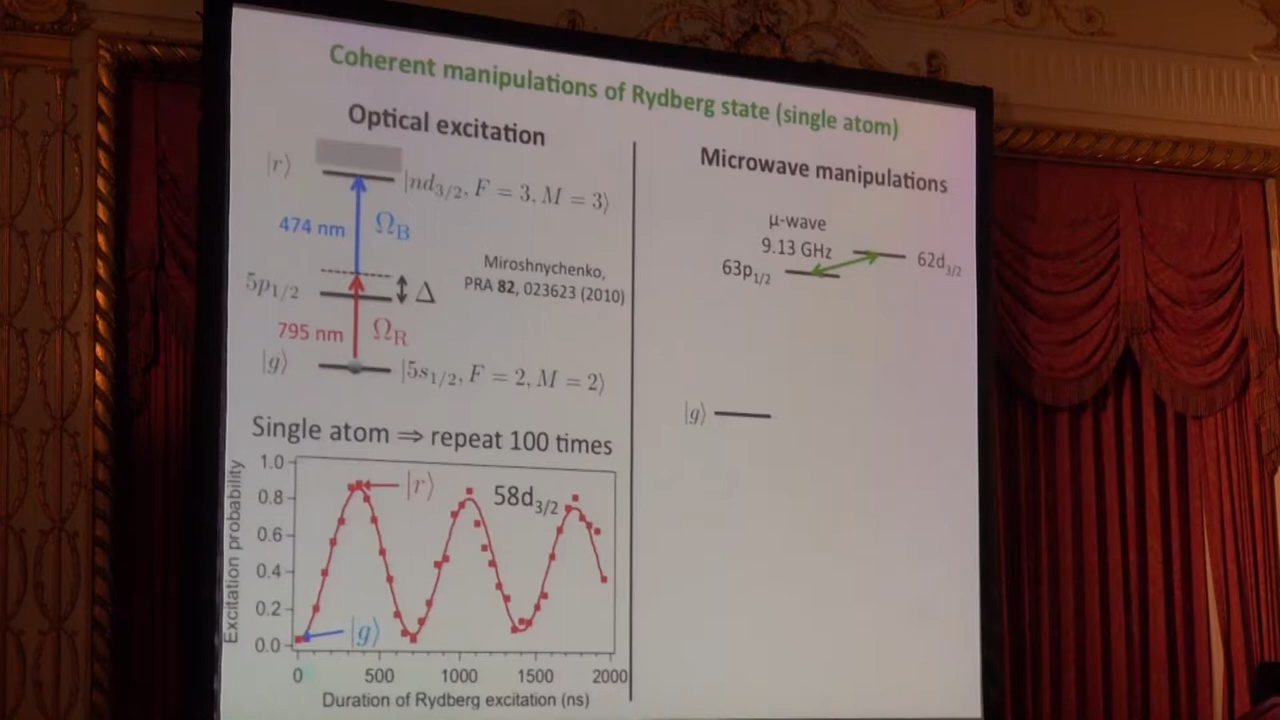 Coherent manipulations of Rydberg state (single atom)
Optical excitation
|r⟩
|nd3/2, F = 3, M = 3⟩
474 nm
ΩB
5p1/2
Δ
Miroshnychenko,
PRA 82, 023623 (2010)
795 nm
ΩR
|g⟩
|5s1/2, F = 2, M = 2⟩
Single atom ⇒ repeat 100 times
Excitation probability
1.0
0.8
0.6
0.4
0.2
0.0
|r⟩
58d3/2
|g⟩
0 500 1000 1500 2000
Duration of Rydberg excitation (ns)
Microwave manipulations
μ-wave
9.13 GHz
63p1/2
62d3/2
|g⟩